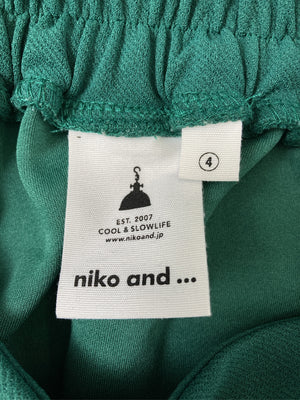 ④
EST. 2007
COOL & SLOWLIFE
www.nikoand.jp
niko and ...